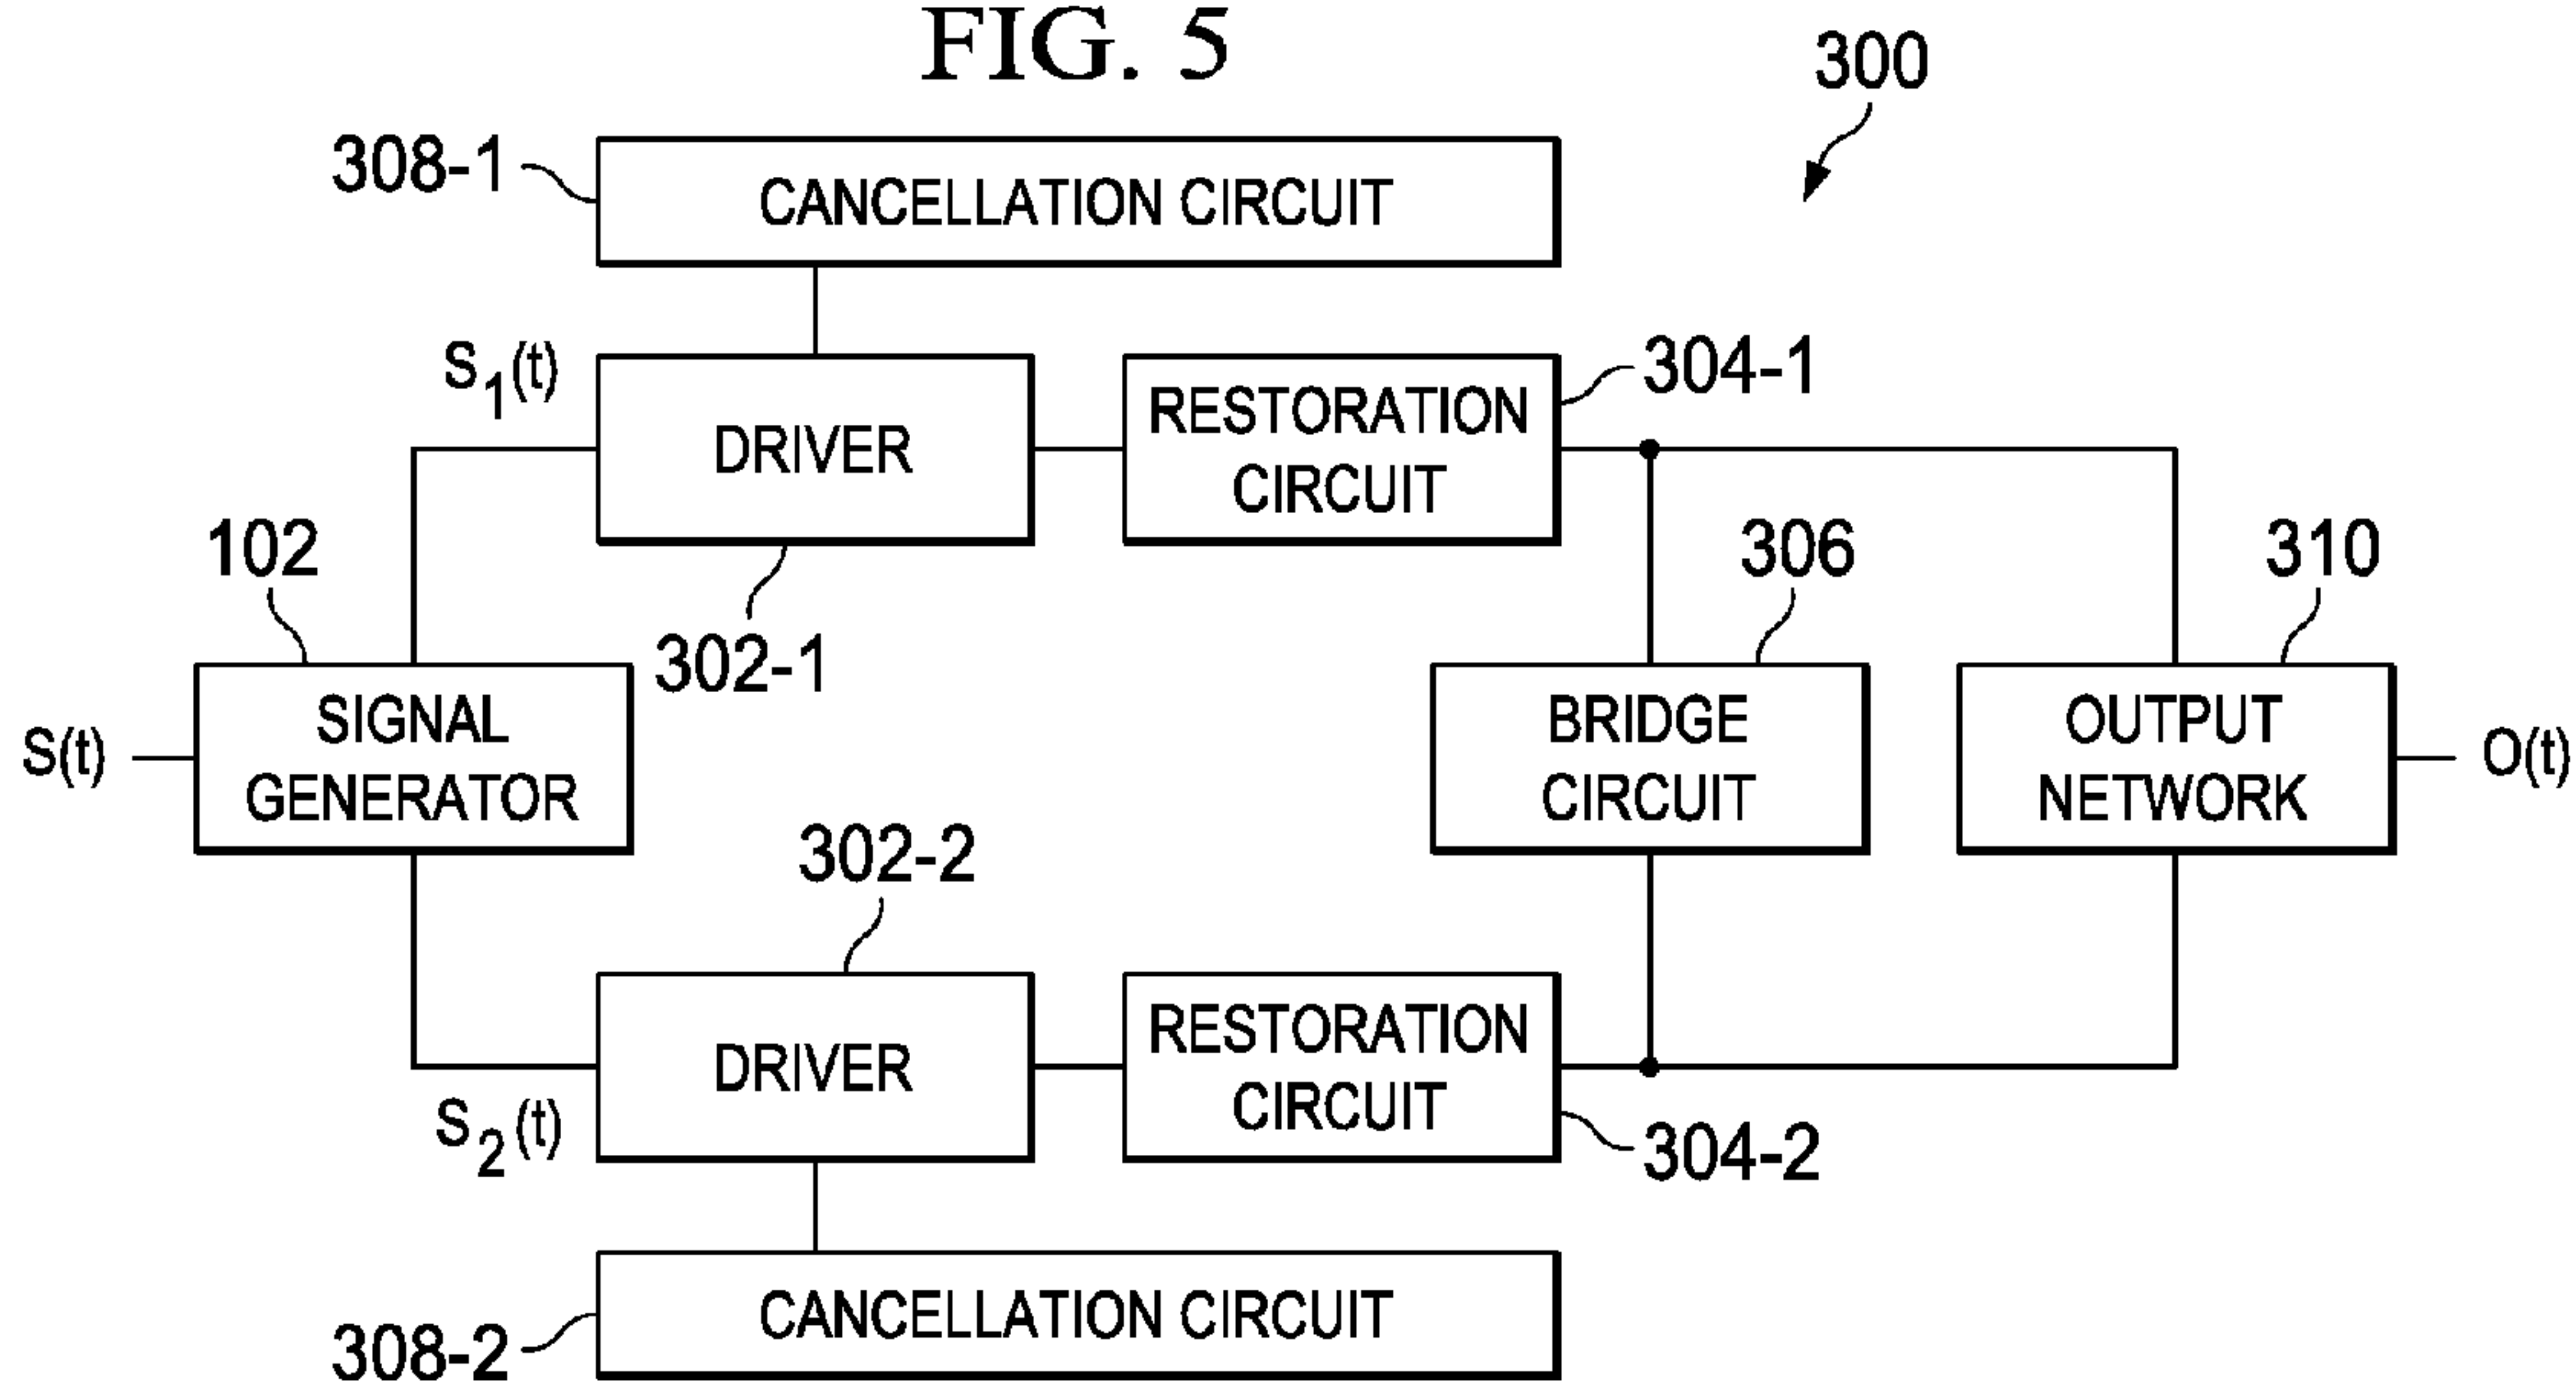 FIG. 5
300
308-1
CANCELLATION CIRCUIT
S1(t)
DRIVER
RESTORATION
CIRCUIT
304-1
302-1
102
SIGNAL
GENERATOR
S(t)
306
BRIDGE
CIRCUIT
310
OUTPUT
NETWORK
O(t)
302-2
S2(t)
DRIVER
RESTORATION
CIRCUIT
304-2
308-2
CANCELLATION CIRCUIT